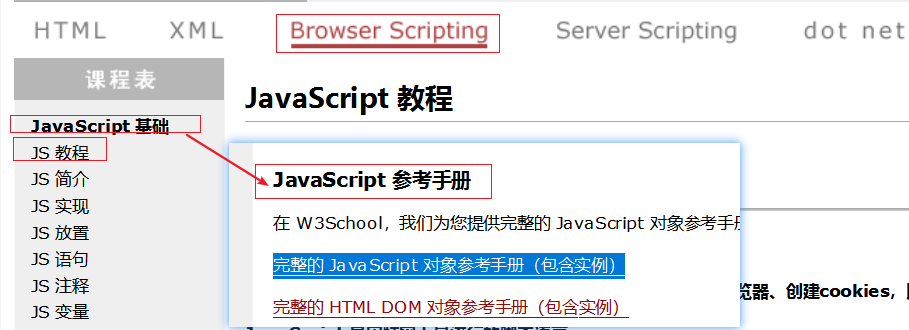 HTML XML Browser Scripting Server Scripting dot net
课程表
JavaScript 教程
JavaScript 基础
JS 教程
JS 简介
JS 实现
JS 放置
JS 语句
JS 注释
JS 变量
JavaScript 参考手册
在 W3School，我们为您提供完整的 JavaScript 对象参考手册
完整的 JavaScript 对象参考手册（包含实例）
完整的 HTML DOM 对象参考手册（包含实例）
览器、创建cookies，